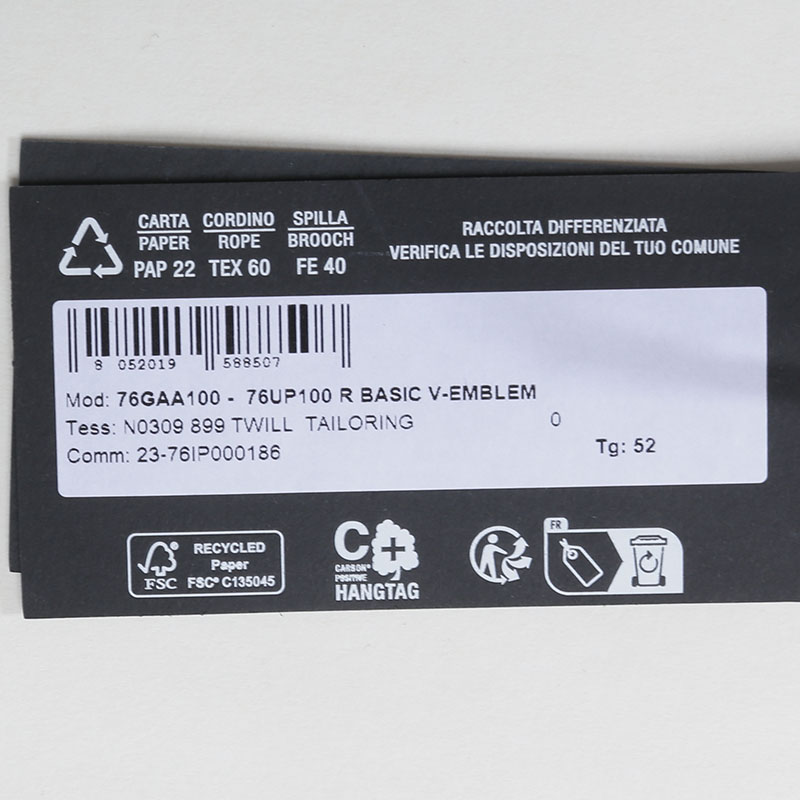 CARTA CORDINO SPILLA
PAPER ROPE BROOCH
PAP 22 TEX 60 FE 40
RACCOLTA DIFFERENZIATA
VERIFICA LE DISPOSIZIONI DEL TUO COMUNE
8 052019 588507
Mod: 76GAA100 - 76UP100 R BASIC V-EMBLEM
Tess: N0309 899 TWILL TAILORING 0
Comm: 23-76IP000186
Tg: 52
FSC
RECYCLED
Paper
FSC® C135045
C+
CARBON®
POSITIVE
HANGTAG
FR